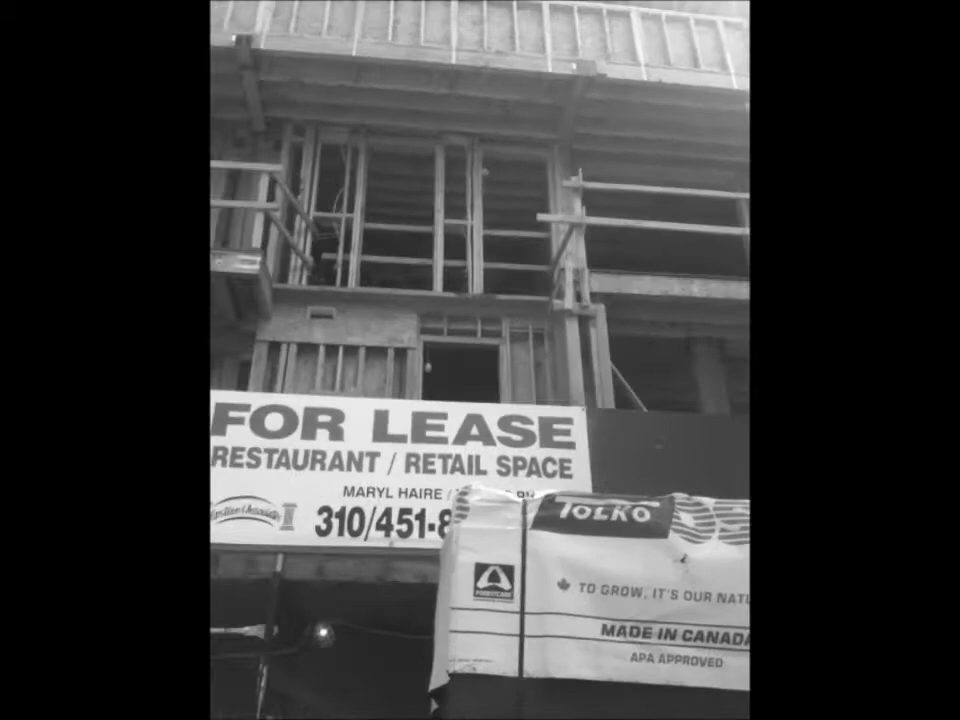 FOR LEASE
RESTAURANT / RETAIL SPACE
MARYL HAIRE /
310/451-8
TOLKO
TO GROW, IT'S OUR NATU
MADE IN CANADA
APA APPROVED